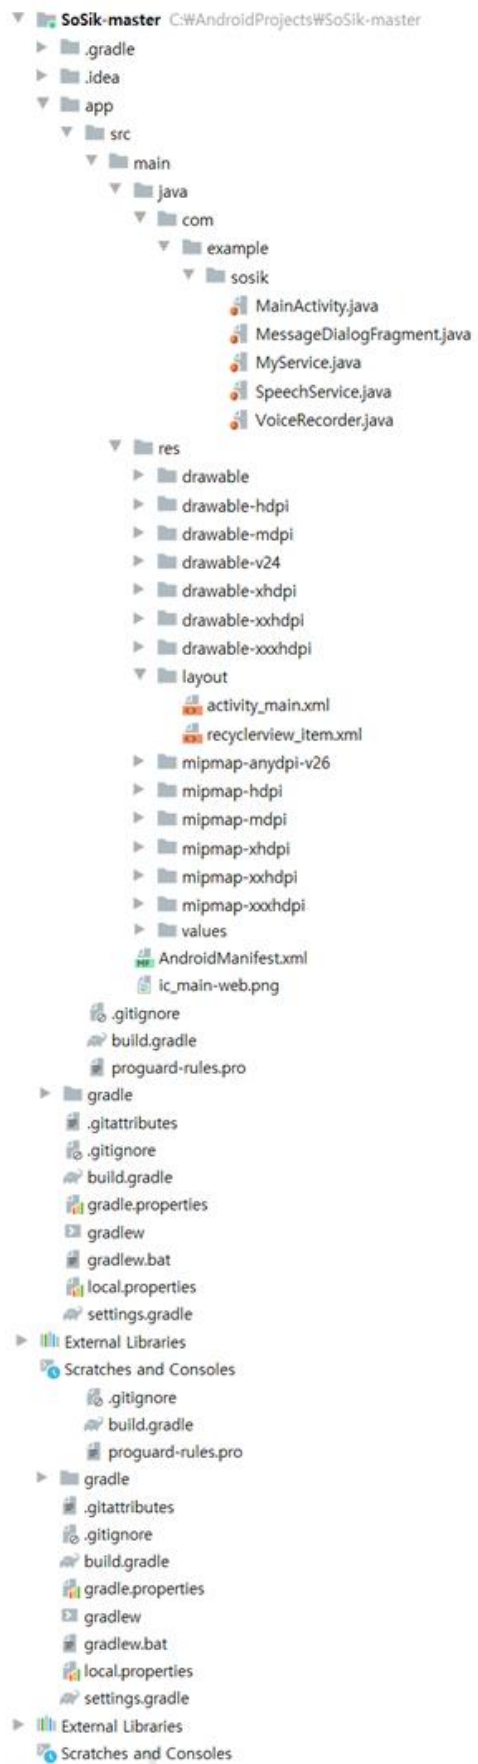 SoSik-master C:₩AndroidProjects₩SoSik-master
.gradle
.idea
app
src
main
java
com
example
sosik
MainActivity.java
MessageDialogFragment.java
MyService.java
SpeechService.java
VoiceRecorder.java
res
drawable
drawable-hdpi
drawable-mdpi
drawable-v24
drawable-xhdpi
drawable-xxhdpi
drawable-xxxhdpi
layout
activity_main.xml
recyclerview_item.xml
mipmap-anydpi-v26
mipmap-hdpi
mipmap-mdpi
mipmap-xhdpi
mipmap-xxhdpi
mipmap-xxxhdpi
values
AndroidManifest.xml
ic_main-web.png
.gitignore
build.gradle
proguard-rules.pro
gradle
.gitattributes
.gitignore
build.gradle
gradle.properties
gradlew
gradlew.bat
local.properties
settings.gradle
External Libraries
Scratches and Consoles
.gitignore
build.gradle
proguard-rules.pro
gradle
.gitattributes
.gitignore
build.gradle
gradle.properties
gradlew
gradlew.bat
local.properties
settings.gradle
External Libraries
Scratches and Consoles